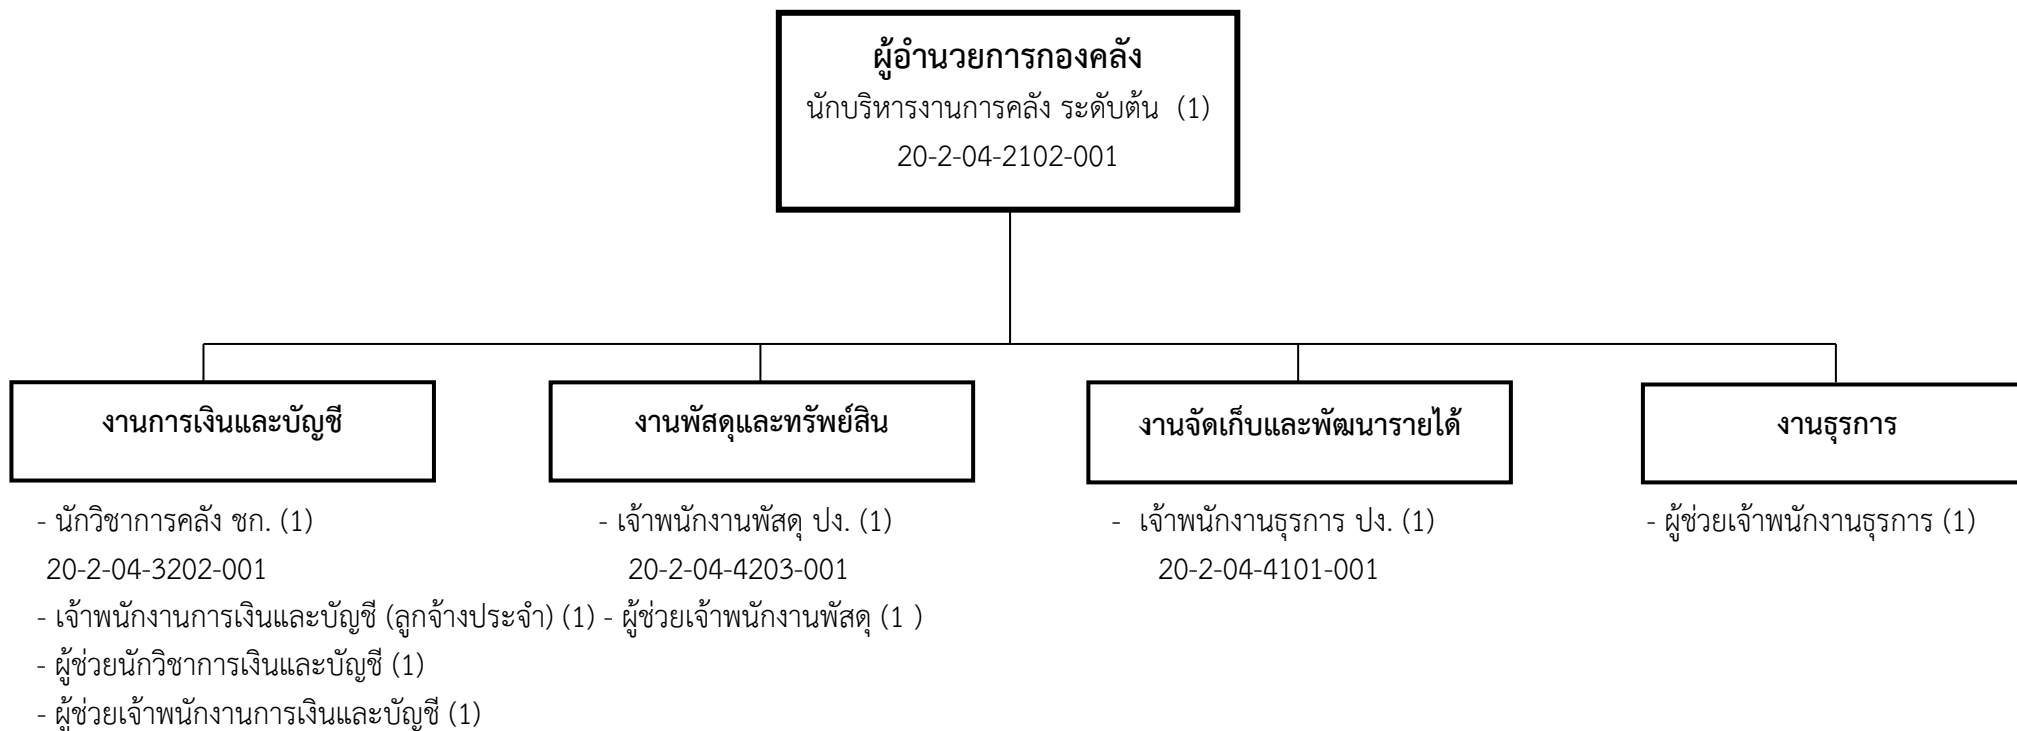 ผู้อำนวยการกองคลัง
นักบริหารงานการคลัง ระดับต้น (1)
20-2-04-2102-001
งานการเงินและบัญชี
- นักวิชาการคลัง ชก. (1)
20-2-04-3202-001
- เจ้าพนักงานการเงินและบัญชี (ลูกจ้างประจำ) (1)
- ผู้ช่วยนักวิชาการเงินและบัญชี (1)
- ผู้ช่วยเจ้าพนักงานการเงินและบัญชี (1)
งานพัสดุและทรัพย์สิน
- เจ้าพนักงานพัสดุ ปง. (1)
20-2-04-4203-001
- ผู้ช่วยเจ้าพนักงานพัสดุ (1 )
งานจัดเก็บและพัฒนารายได้
- เจ้าพนักงานธุรการ ปง. (1)
20-2-04-4101-001
งานธุรการ
- ผู้ช่วยเจ้าพนักงานธุรการ (1)